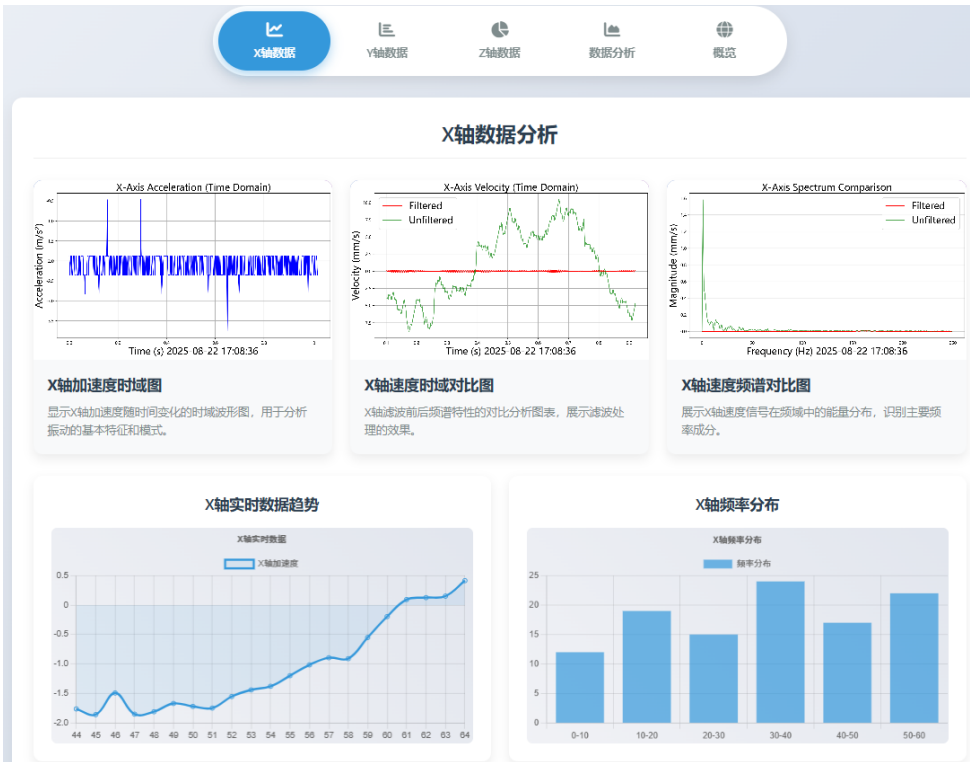 X轴数据
Y轴数据
Z轴数据
数据分析
概览
X轴数据分析
X-Axis Acceleration (Time Domain)
Acceleration (m/s²)
Time (s) 2025-08-22 17:08:36
X轴加速度时域图
显示X轴加速度随时间变化的时域波形图，用于分析
振动的基本特征和模式。
X-Axis Velocity (Time Domain)
Filtered
Unfiltered
Velocity (mm/s)
Time (s) 2025-08-22 17:08:36
X轴速度时域对比图
X轴滤波前后频谱特性的对比分析图表，展示滤波处
理的效果。
X-Axis Spectrum Comparison
Filtered
Unfiltered
Magnitude (mm/s)
Frequency (Hz) 2025-08-22 17:08:36
X轴速度频谱对比图
展示X轴速度信号在频域中的能量分布，识别主要频
率成分。
X轴实时数据趋势
X轴实时数据
X轴加速度
0.5
0
-0.5
-1.0
-1.5
-2.0
44 45 46 47 48 49 50 51 52 53 54 55 56 57 58 59 60 61 62 63 64
X轴频率分布
X轴频率分布
频率分布
25
20
15
10
5
0
0-10 10-20 20-30 30-40 40-50 50-60